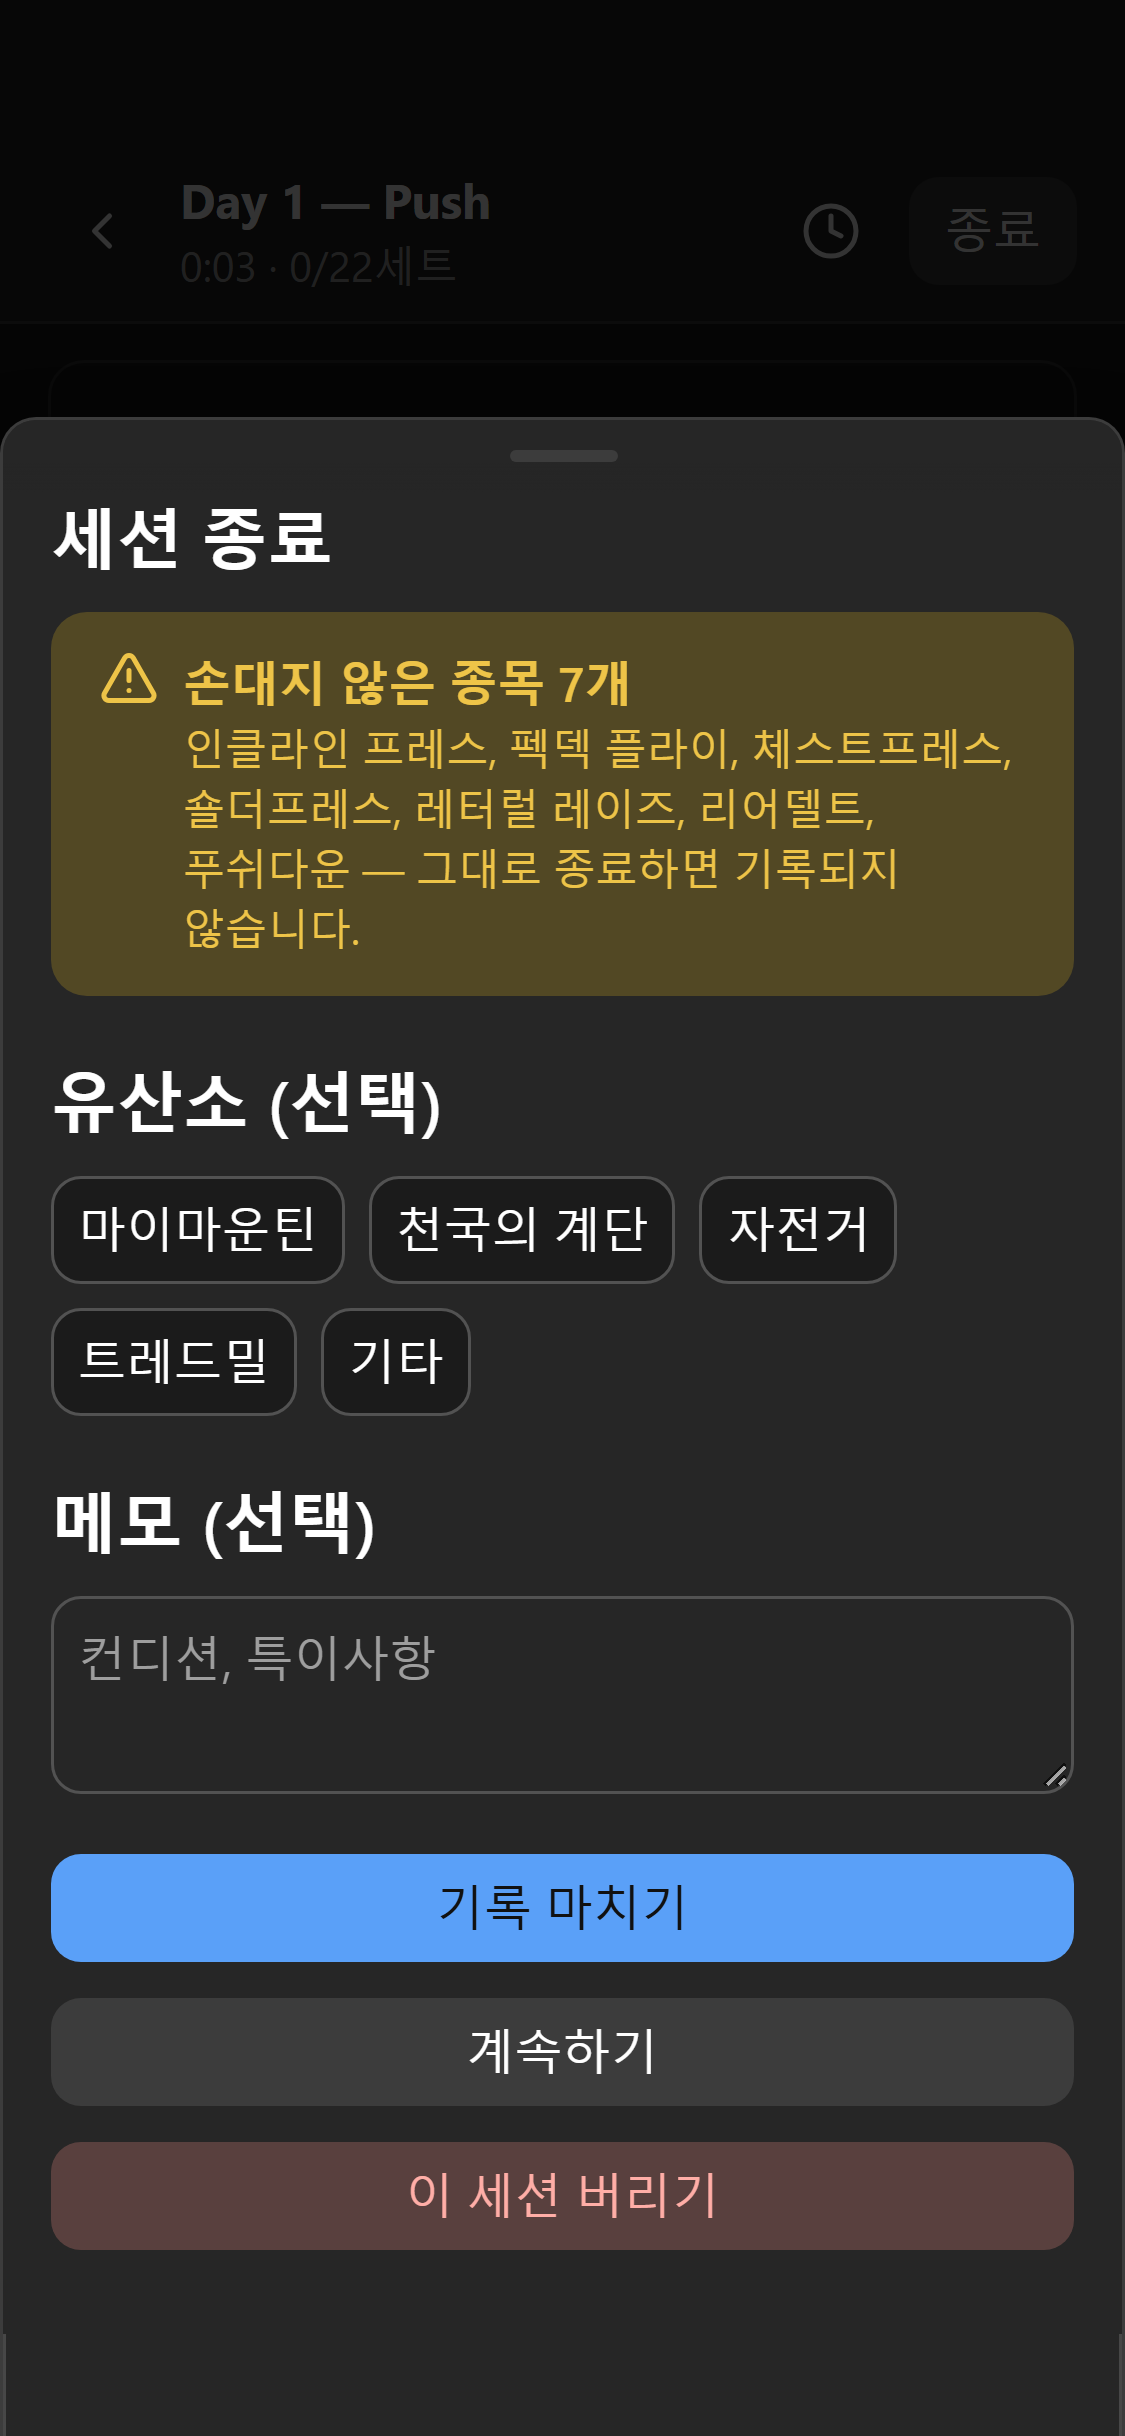 Day 1 — Push
0:03 · 0/22세트
종료
세션 종료
손대지 않은 종목 7개
인클라인 프레스, 펙덱 플라이, 체스트프레스,
숄더프레스, 레터럴 레이즈, 리어델트,
푸쉬다운 — 그대로 종료하면 기록되지
않습니다.
유산소 (선택)
마이마운틴
천국의 계단
자전거
트레드밀
기타
메모 (선택)
컨디션, 특이사항
기록 마치기
계속하기
이 세션 버리기